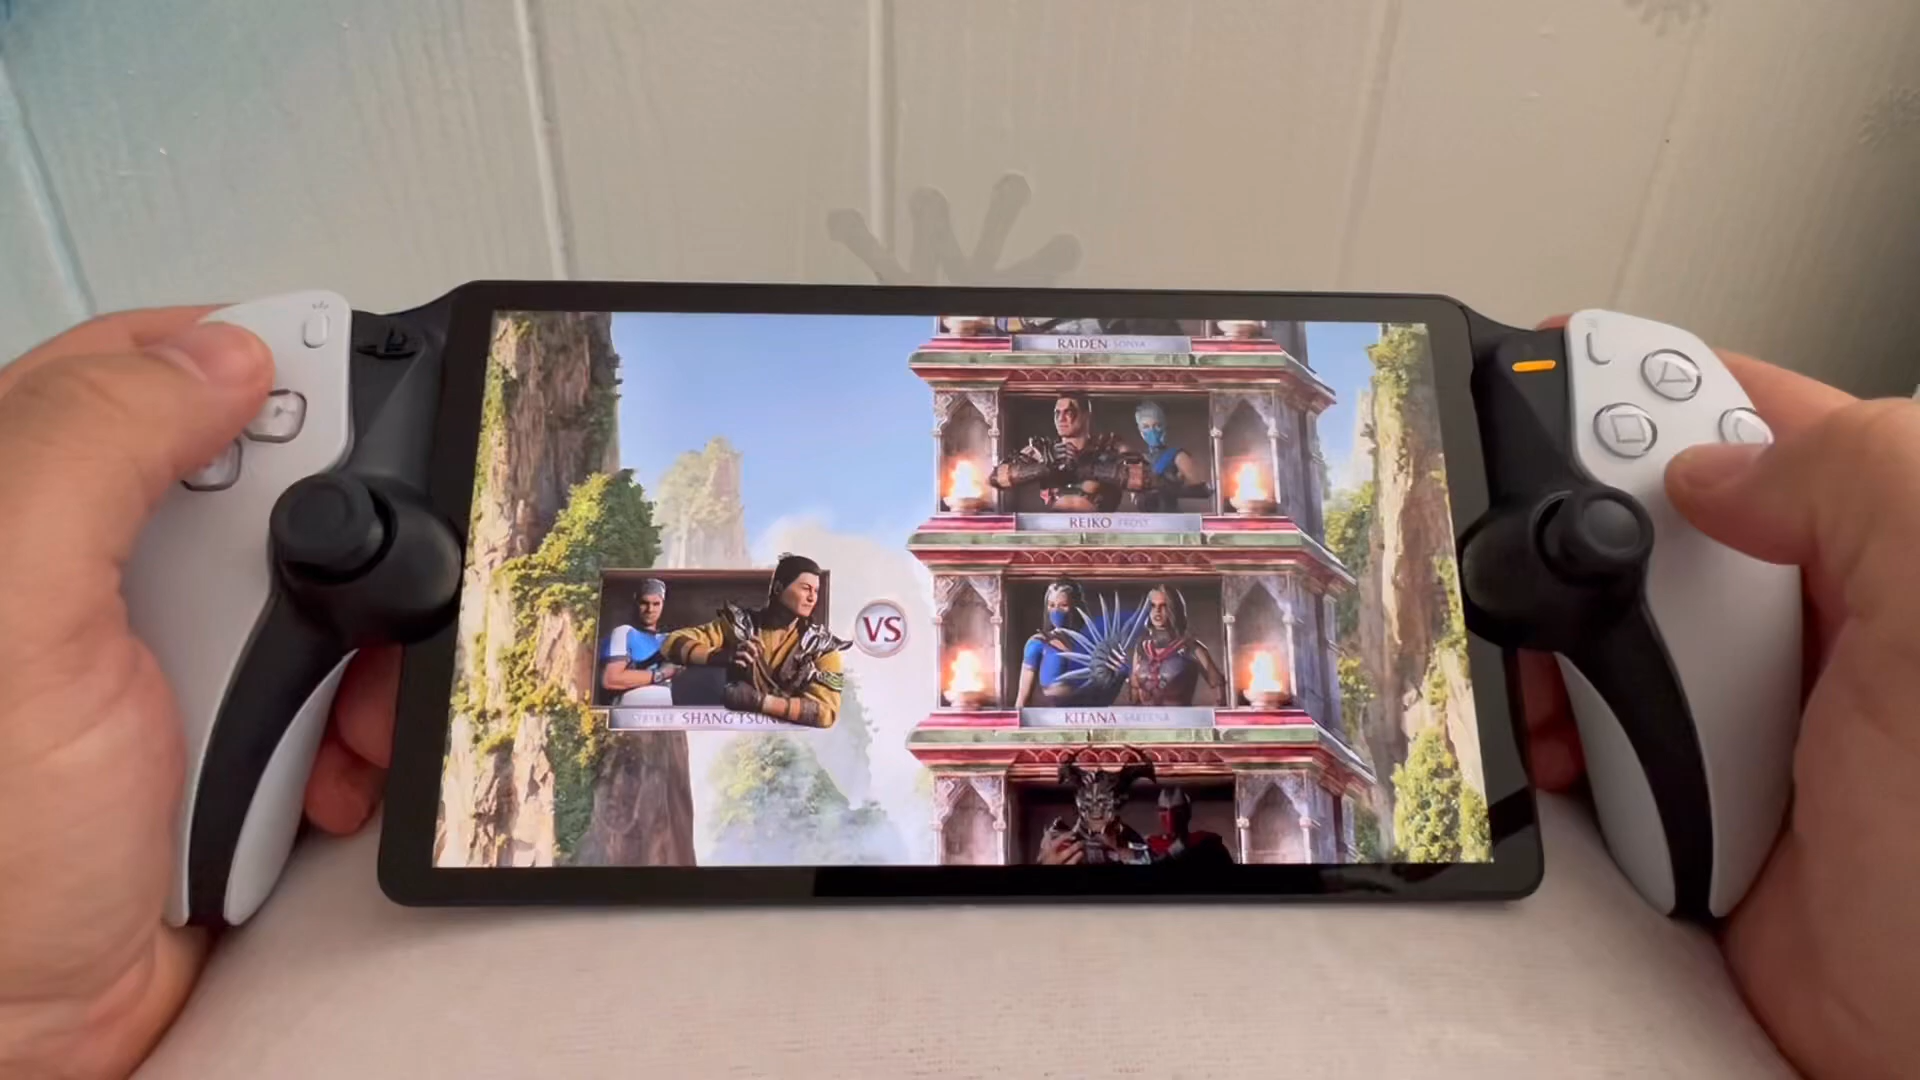 RAIDEN SONYA
REIKO FROST
VS
STRYKER SHANG TSUNG
KITANA SAREENA